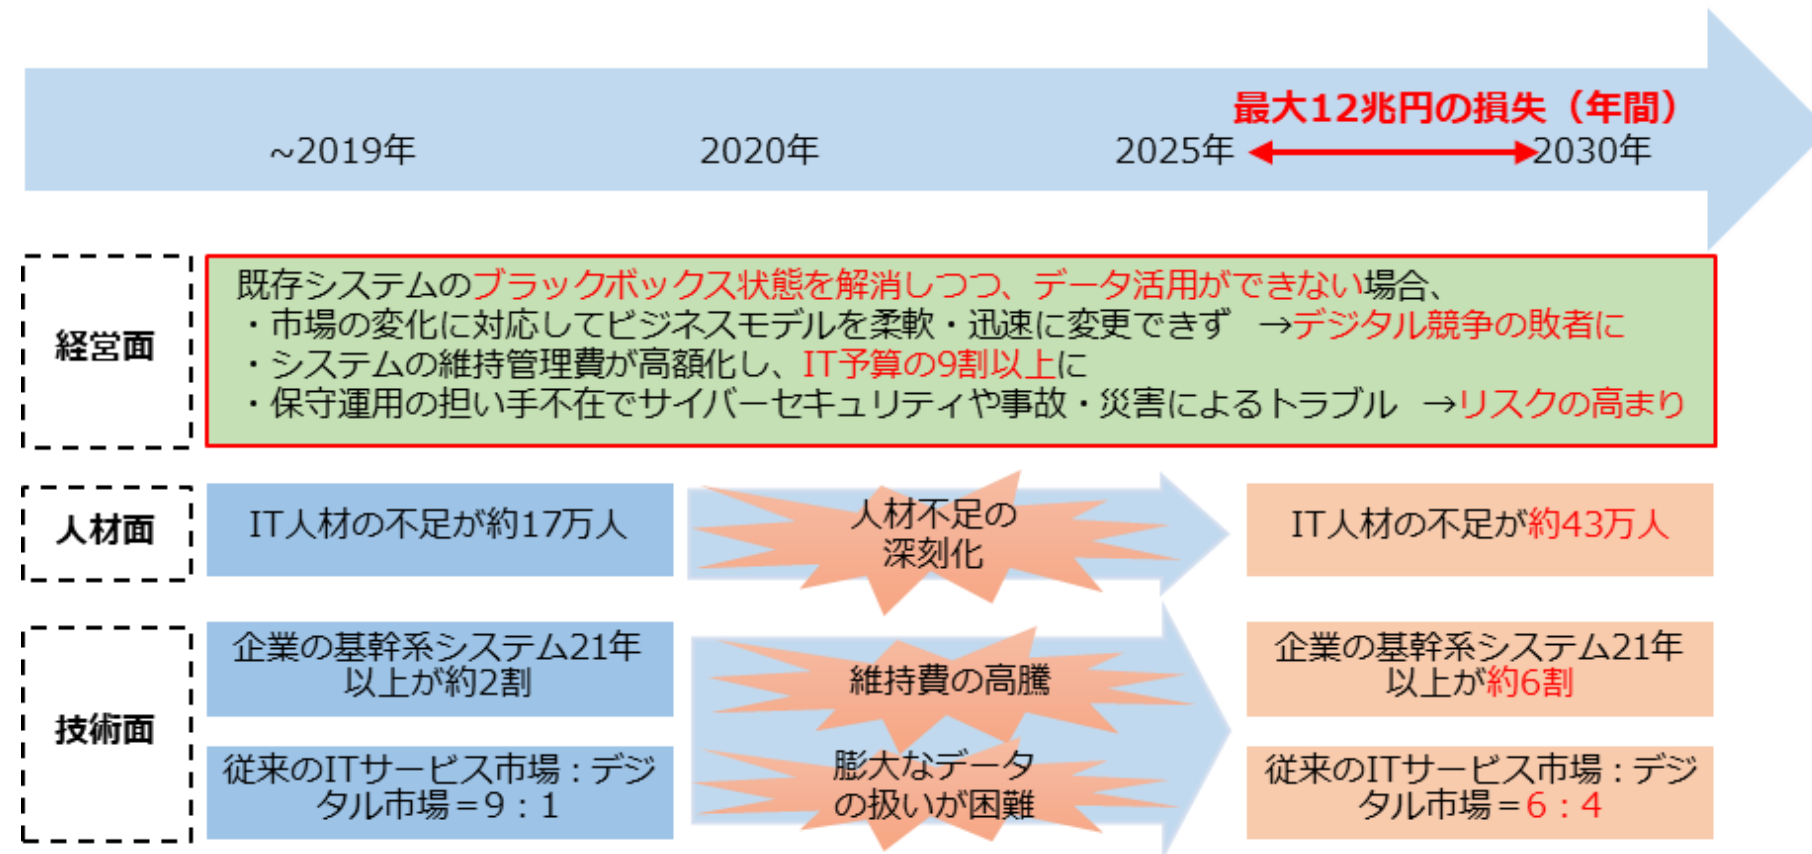 最大12兆円の損失（年間）
~2019年
2020年
2025年
2030年
経営面
既存システムのブラックボックス状態を解消しつつ、データ活用ができない場合、
・市場の変化に対応してビジネスモデルを柔軟・迅速に変更できず →デジタル競争の敗者に
・システムの維持管理費が高額化し、IT予算の9割以上に
・保守運用の担い手不在でサイバーセキュリティや事故・災害によるトラブル →リスクの高まり
人材面
IT人材の不足が約17万人
人材不足の
深刻化
IT人材の不足が約43万人
技術面
企業の基幹系システム21年
以上が約2割
維持費の高騰
企業の基幹系システム21年
以上が約6割
従来のITサービス市場：デジ
タル市場＝9：1
膨大なデータ
の扱いが困難
従来のITサービス市場：デジ
タル市場＝6：4